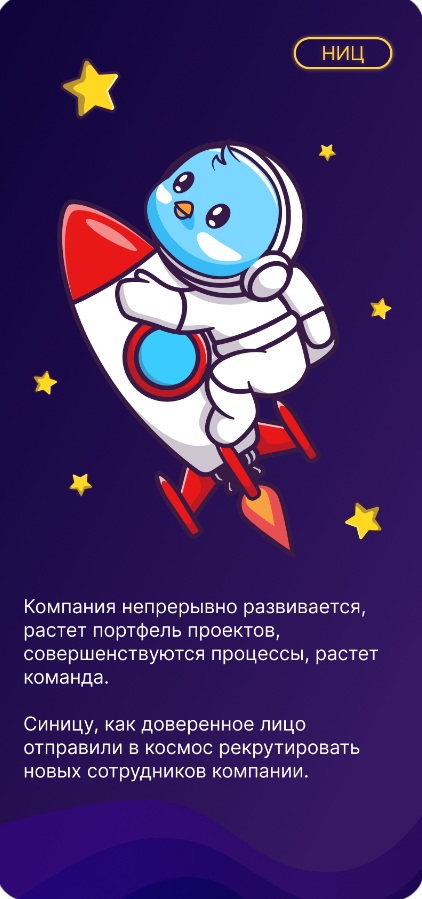 НИЦ
Компания непрерывно развивается,
растет портфель проектов,
совершенствуются процессы, растет
команда.
Синицу, как доверенное лицо
отправили в космос рекрутировать
новых сотрудников компании.